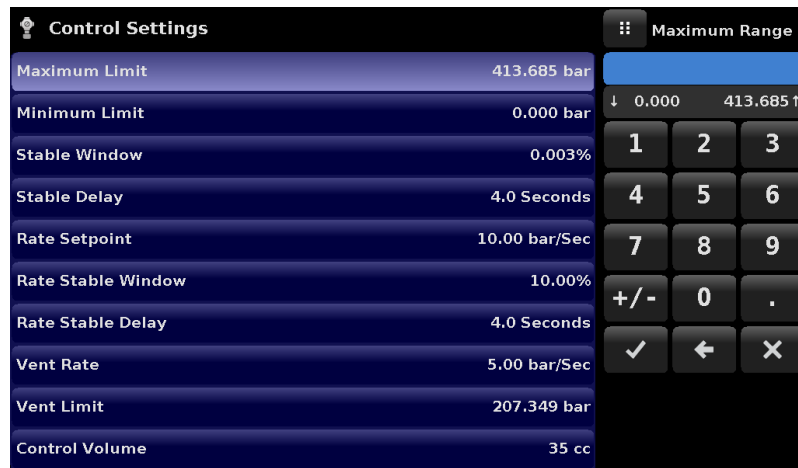 Control Settings
Maximum Limit 413.685 bar
Minimum Limit 0.000 bar
Stable Window 0.003%
Stable Delay 4.0 Seconds
Rate Setpoint 10.00 bar/Sec
Rate Stable Window 10.00%
Rate Stable Delay 4.0 Seconds
Vent Rate 5.00 bar/Sec
Vent Limit 207.349 bar
Control Volume 35 cc
Maximum Range
↓ 0.000 413.685↑
1 2 3
4 5 6
7 8 9
+/- 0 .